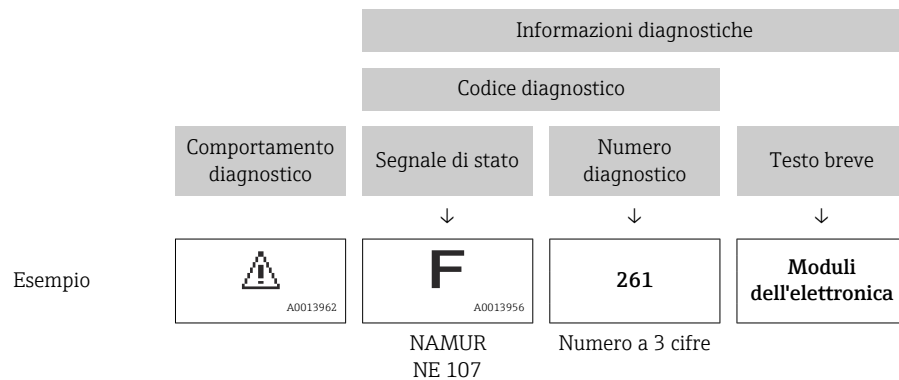 Informazioni diagnostiche
Codice diagnostico
Comportamento
diagnostico
Segnale di stato
Numero
diagnostico
Testo breve
↓ ↓ ↓
Esempio
A0013962
F
A0013956
261
Moduli
dell'elettronica
NAMUR
NE 107
Numero a 3 cifre